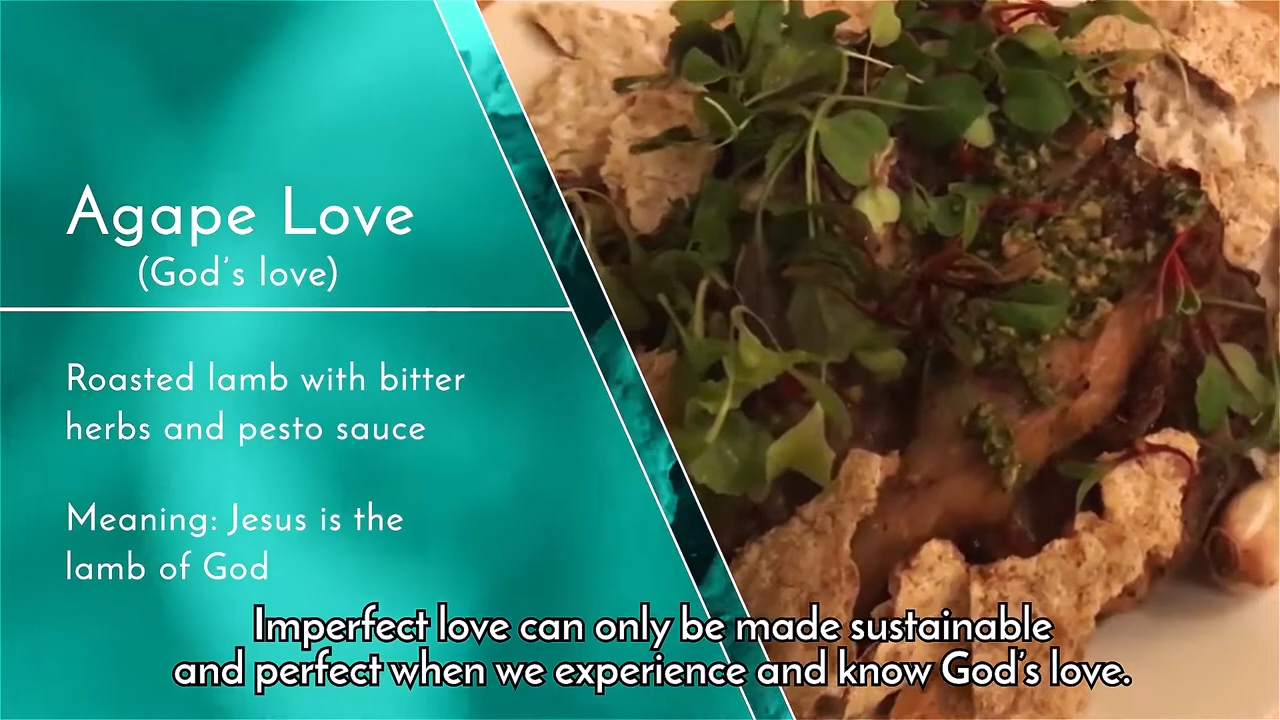 Agape Love
(God's love)
Roasted lamb with bitter
herbs and pesto sauce
Meaning: Jesus is the
lamb of God
Imperfect love can only be made sustainable
and perfect when we experience and know God's love.